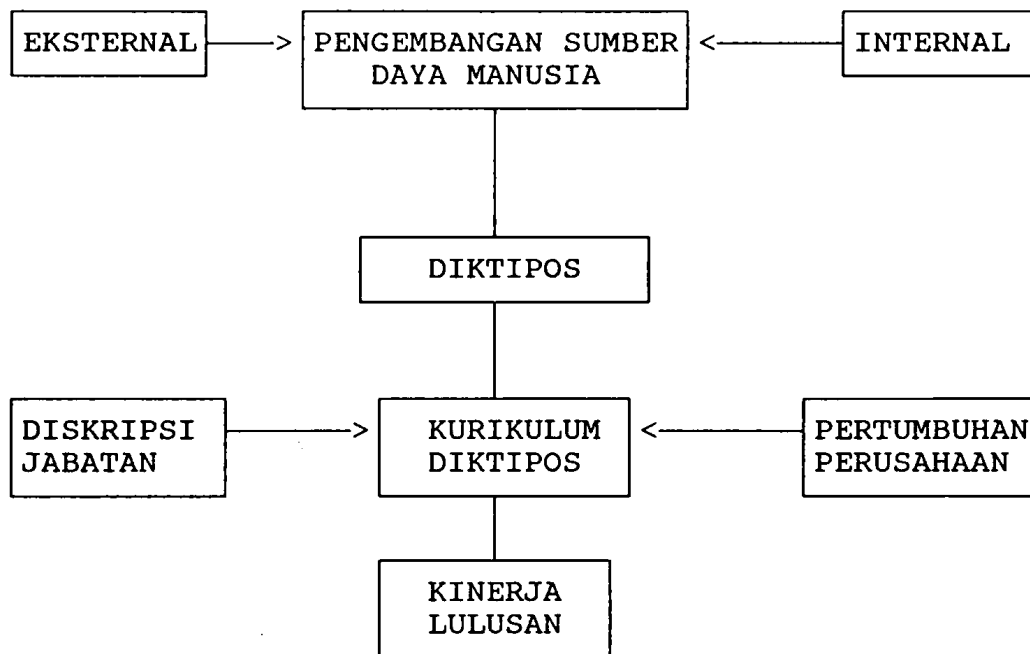 EKSTERNAL
PENGEMBANGAN SUMBER
DAYA MANUSIA
INTERNAL
DIKTIPOS
DISKRIPSI
JABATAN
KURIKULUM
DIKTIPOS
PERTUMBUHAN
PERUSAHAAN
KINERJA
LULUSAN